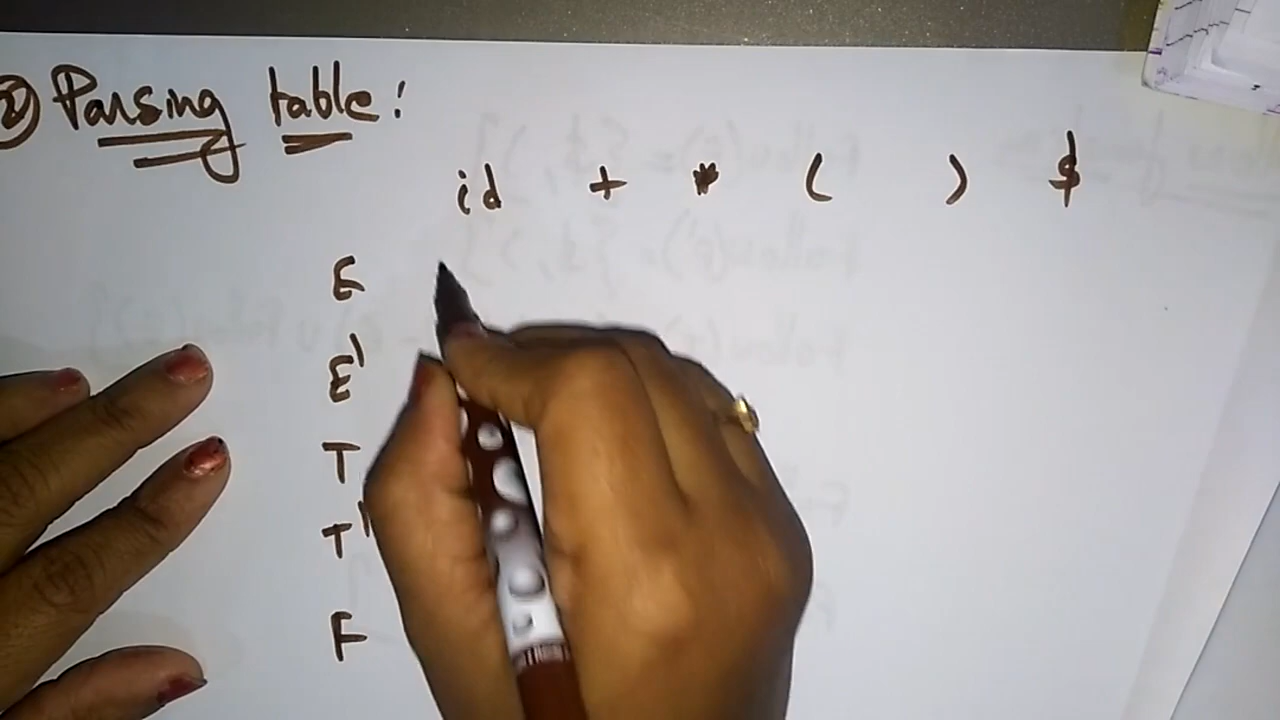 ② Parsing table:
id + * ( ) $
E
E'
T
T'
F